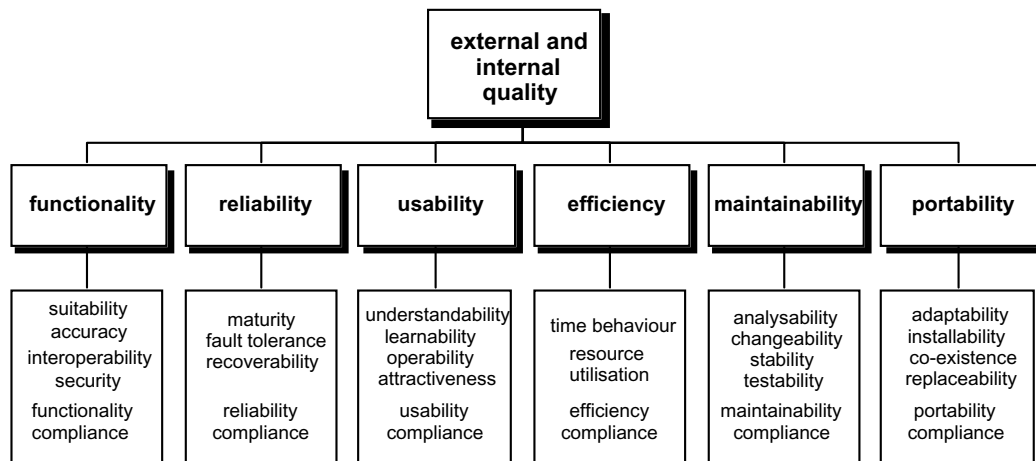 external and
internal
quality
functionality
reliability
usability
efficiency
maintainability
portability
suitability
accuracy
interoperability
security
functionality
compliance
maturity
fault tolerance
recoverability
reliability
compliance
understandability
learnability
operability
attractiveness
usability
compliance
time behaviour
resource
utilisation
efficiency
compliance
analysability
changeability
stability
testability
maintainability
compliance
adaptability
installability
co-existence
replaceability
portability
compliance